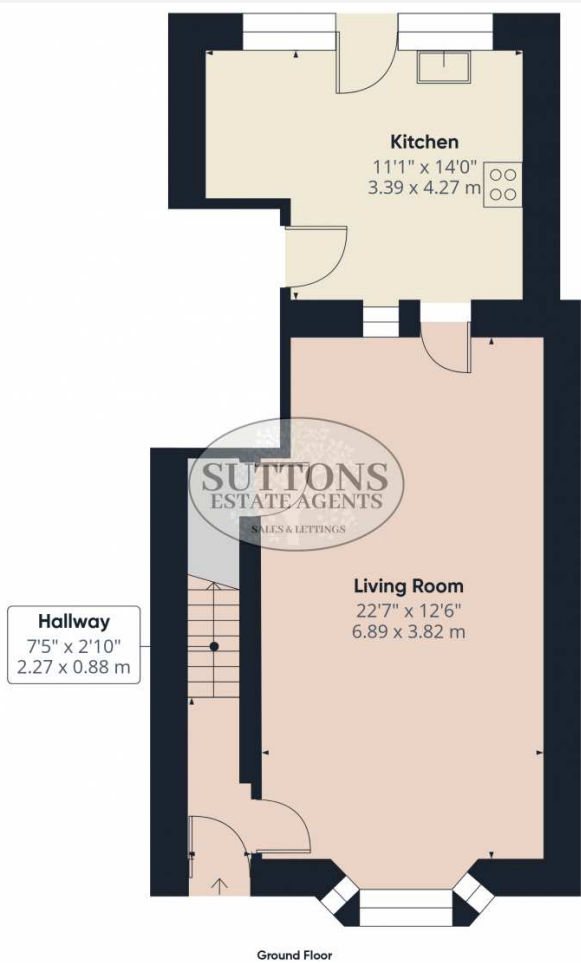 Kitchen
11'1" x 14'0"
3.39 x 4.27 m
SUTTONS
ESTATE AGENTS
SALES & LETTINGS
Living Room
22'7" x 12'6"
6.89 x 3.82 m
Hallway
7'5" x 2'10"
2.27 x 0.88 m
Ground Floor